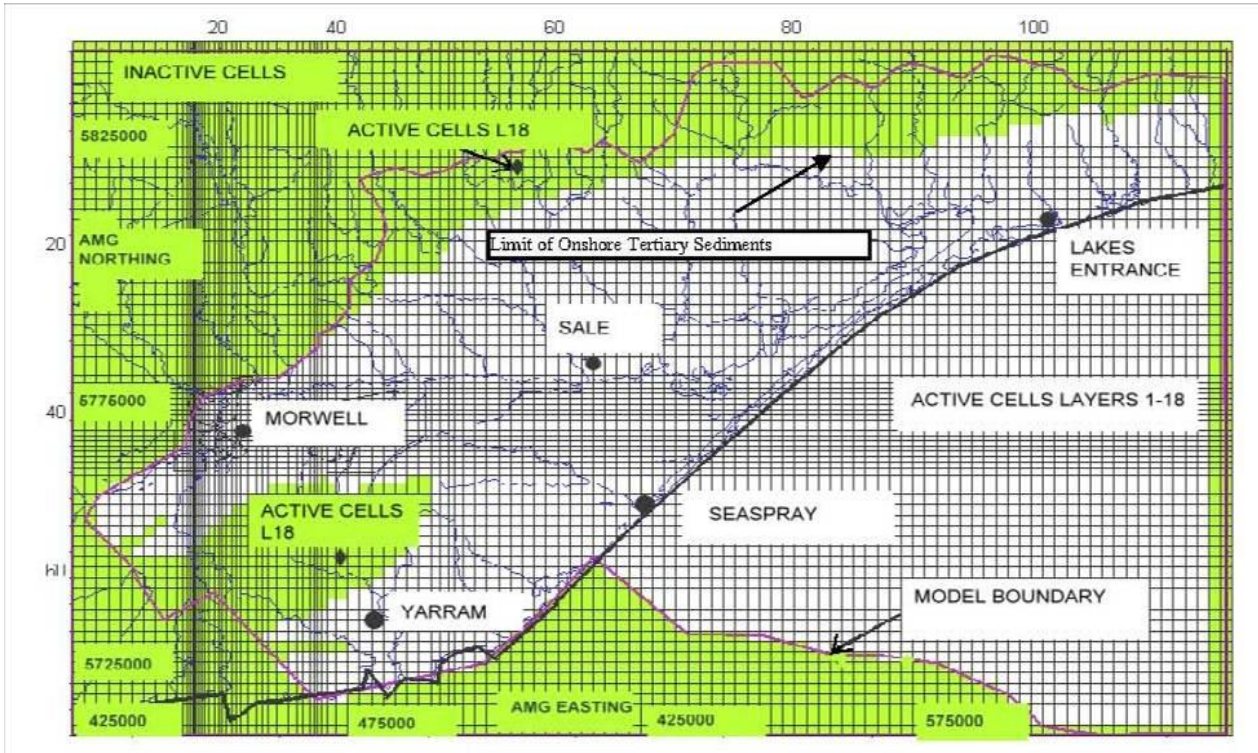 20 40 60 80 100
INACTIVE CELLS
5825000
ACTIVE CELLS L18
20
AMG
NORTHING
Limit of Onshore Tertiary Sediments
LAKES
ENTRANCE
SALE
5775000
40
MORWELL
ACTIVE CELLS LAYERS 1-18
ACTIVE CELLS
L18
SEASPRAY
YARRAM
MODEL BOUNDARY
5725000
425000
475000
AMG EASTING
425000
575000